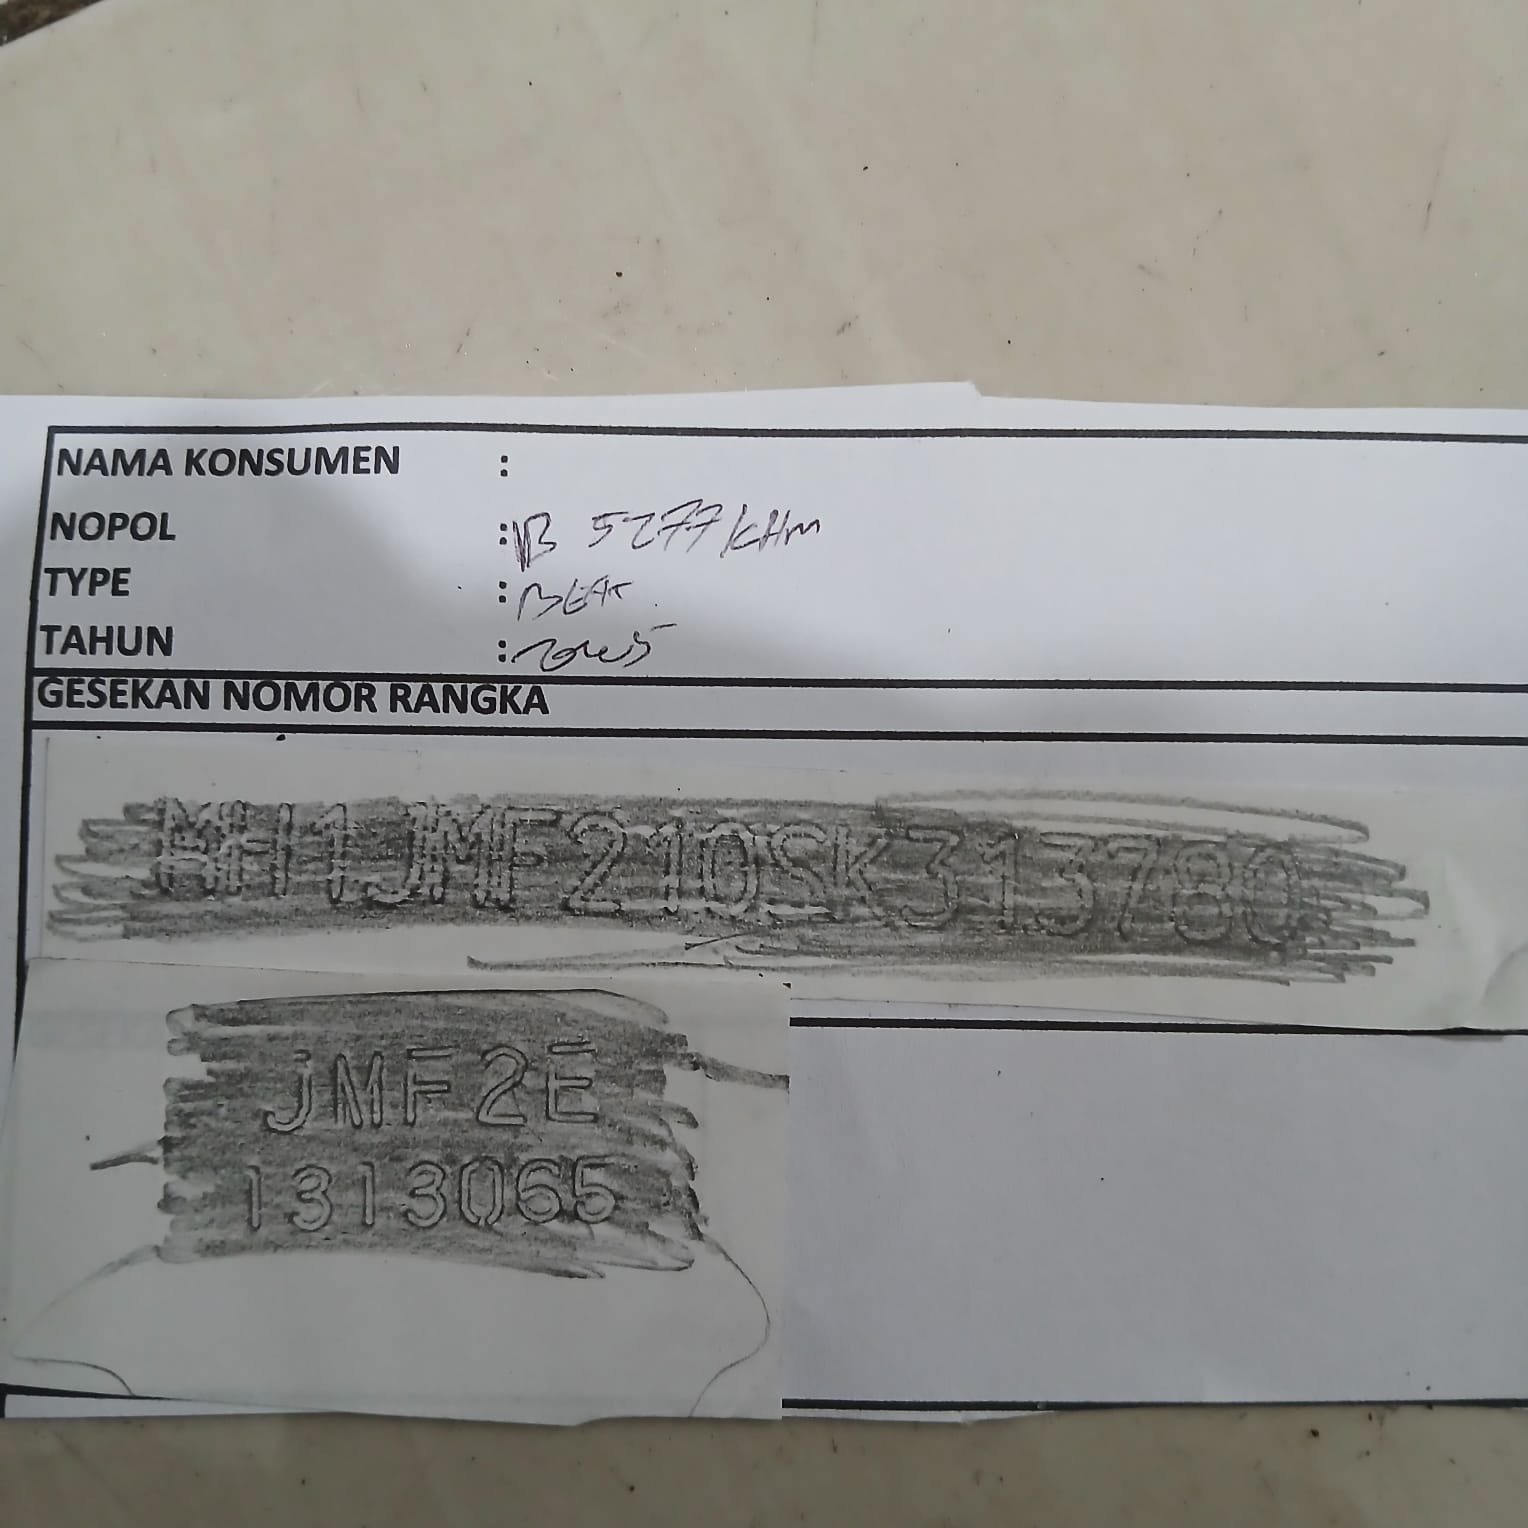 NAMA KONSUMEN :
NOPOL : B 5277 KHM
TYPE : BEAT
TAHUN : 2025
GESEKAN NOMOR RANGKA
MH1JMF210SK313780
JMF2E
1313065